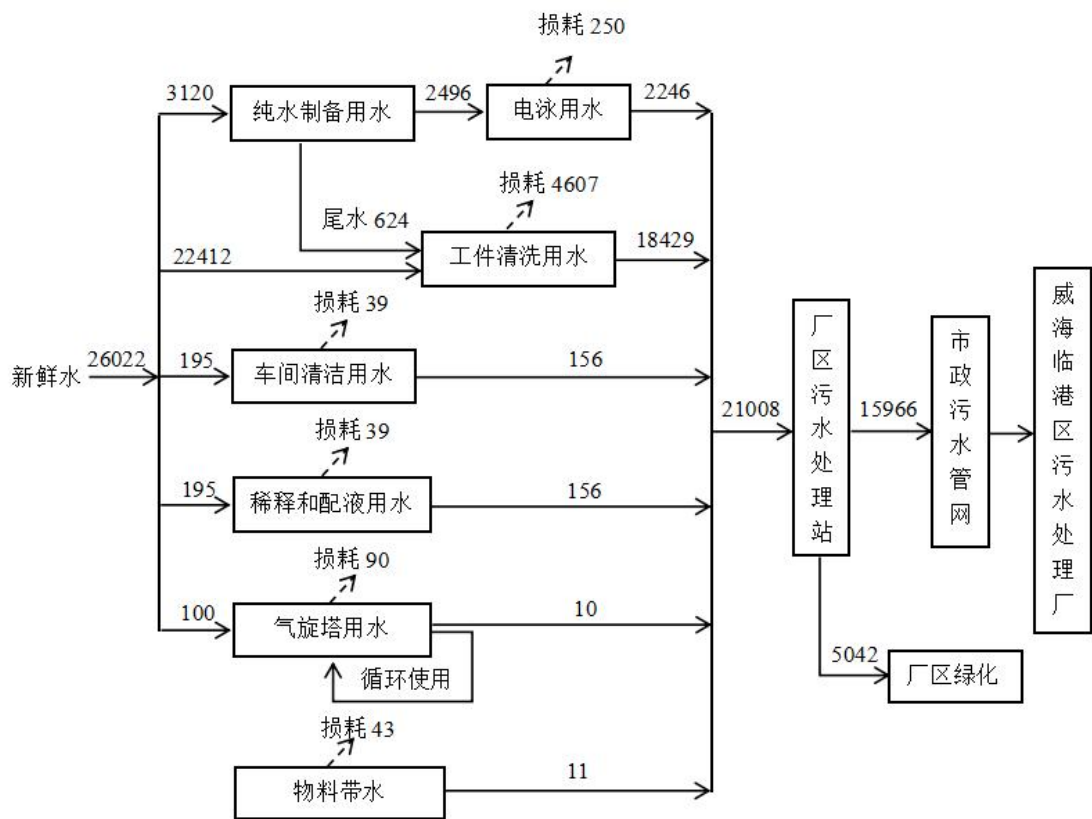 损耗 250
3120
纯水制备用水
2496
电泳用水
2246
损耗 4607
尾水 624
工件清洗用水
18429
22412
损耗 39
新鲜水
26022
195
车间清洁用水
156
损耗 39
195
稀释和配液用水
156
损耗 90
100
气旋塔用水
10
循环使用
损耗 43
物料带水
11
21008
厂区污水处理站
15966
市政污水管网
威海临港区污水处理厂
5042
厂区绿化